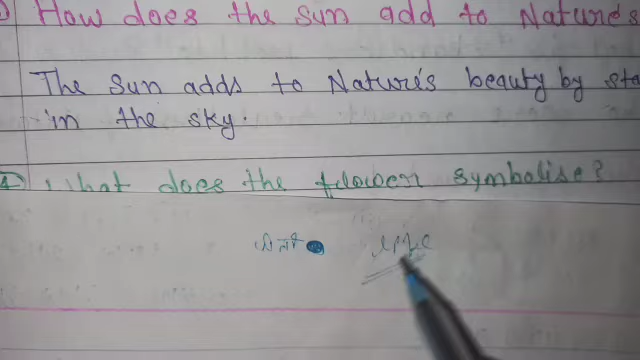 How does the Sun add to Nature's
The Sun adds to Nature's beauty by sta
in the sky.
What does the flower symbolise?